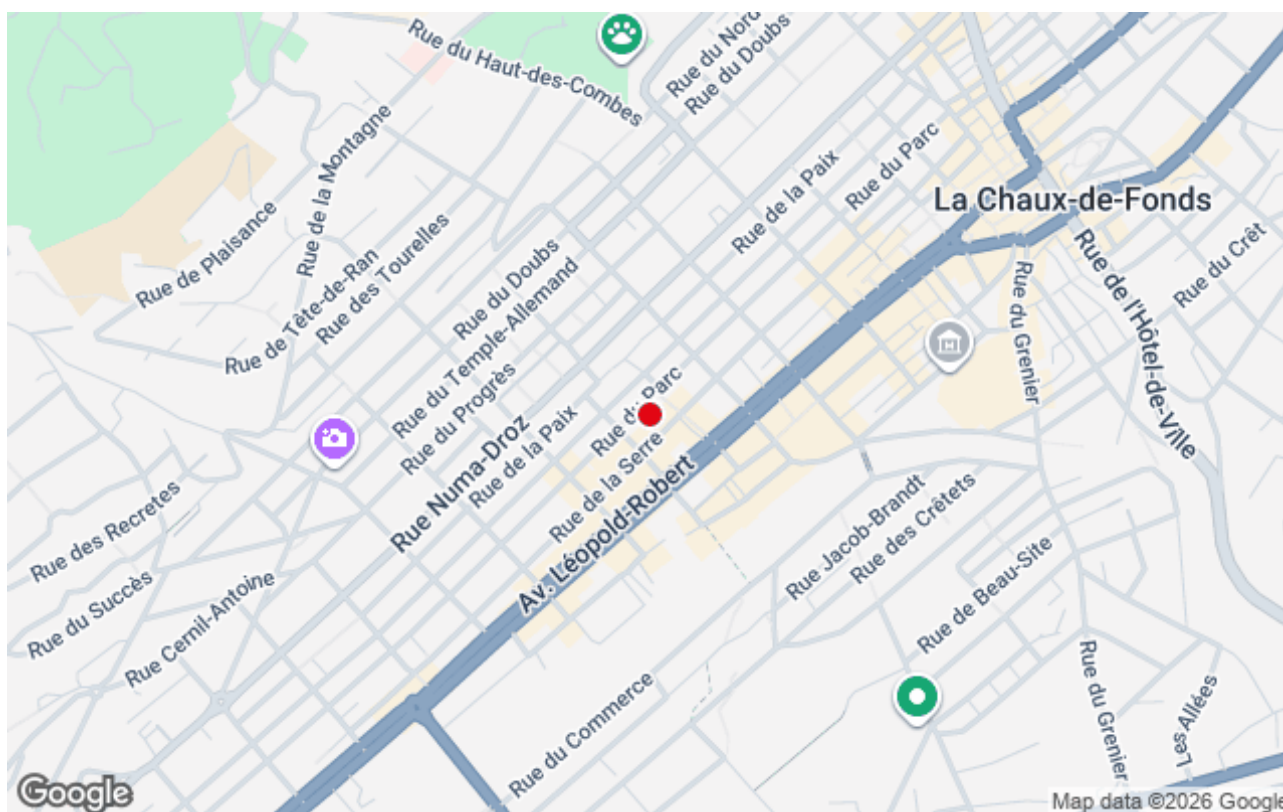 Rue du Haut-des-Combes
Rue du Nord
Rue du Doubs
Rue de la Montagne
Rue de la Paix
Rue du Parc
La Chaux-de-Fonds
Rue de Plaisance
Rue de Tête-de-Ran
Rue des Tourelles
Rue du Doubs
Rue du Temple-Allemand
Rue du Progrès
Rue du Grenier
Rue de l'Hôtel-de-Ville
Rue du Crêt
Rue Numa-Droz
Rue de la Paix
Rue du Parc
Rue de la Serre
Av. Léopold-Robert
Rue des Recretes
Rue du Succès
Rue Cernil-Antoine
Rue Jacob-Brandt
Rue des Crêtets
Rue de Beau-Site
Rue du Commerce
Rue du Grenier
Les Allées
Google
Map data ©2026 Google